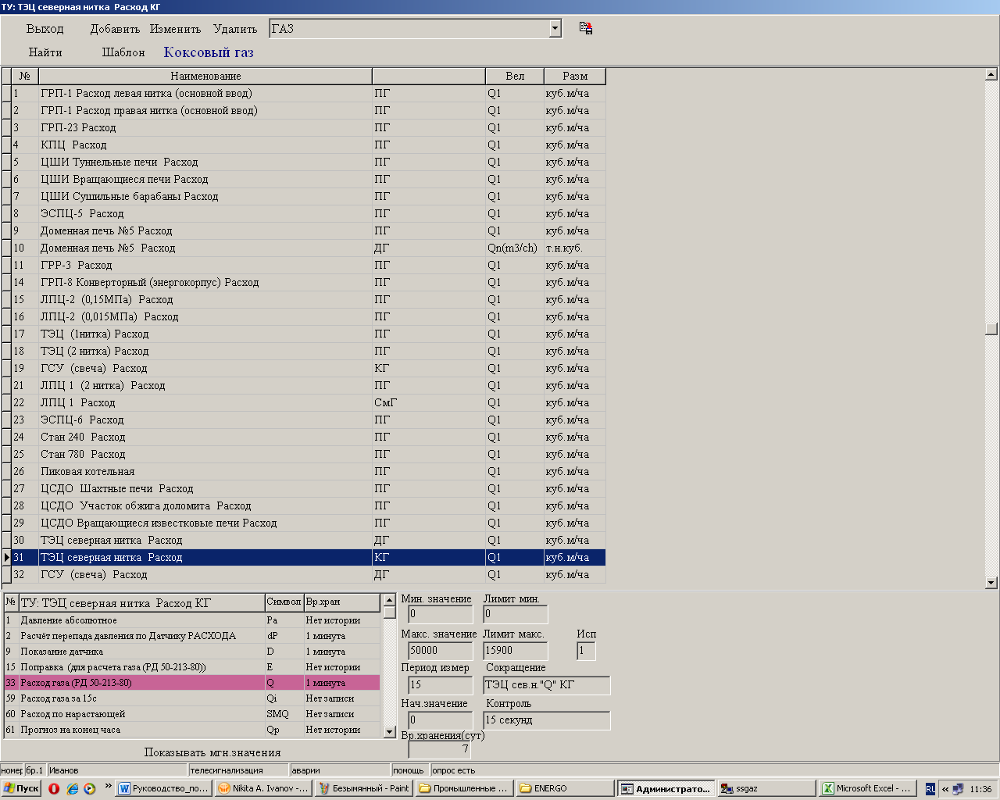 ТУ: ТЭЦ северная нитка  Расход КГ
Выход Добавить Изменить Удалить ГАЗ
Найти Шаблон Коксовый газ
№ Наименование Вел Разм
1 ГРП-1 Расход левая нитка (основной ввод) ПГ Q1 куб.м/ча
2 ГРП-1 Расход правая нитка (основной ввод) ПГ Q1 куб.м/ча
3 ГРП-23 Расход ПГ Q1 куб.м/ча
4 КПЦ  Расход ПГ Q1 куб.м/ча
5 ЦШИ Туннельные печи  Расход ПГ Q1 куб.м/ча
6 ЦШИ Вращающиеся печи Расход ПГ Q1 куб.м/ча
7 ЦШИ Сушильные барабаны Расход ПГ Q1 куб.м/ча
8 ЭСПЦ-5  Расход ПГ Q1 куб.м/ча
9 Доменная печь №5 Расход ПГ Q1 куб.м/ча
10 Доменная печь №5  Расход ДГ Qn(m3/ch) т.н.куб.
11 ГРР-3  Расход ПГ Q1 куб.м/ча
14 ГРП-8 Конверторный (энергокорпус) Расход ПГ Q1 куб.м/ча
15 ЛПЦ-2  (0,15МПа)  Расход ПГ Q1 куб.м/ча
16 ЛПЦ-2  (0,015МПа)  Расход ПГ Q1 куб.м/ча
17 ТЭЦ  (1нитка) Расход ПГ Q1 куб.м/ча
18 ТЭЦ (2 нитка) Расход ПГ Q1 куб.м/ча
19 ГСУ  (свеча)  Расход КГ Q1 куб.м/ча
21 ЛПЦ 1  (2 нитка)  Расход ПГ Q1 куб.м/ча
22 ЛПЦ 1  Расход СмГ Q1 куб.м/ча
23 ЭСПЦ-6  Расход ПГ Q1 куб.м/ча
24 Стан 240  Расход ПГ Q1 куб.м/ча
25 Стан 780  Расход ПГ Q1 куб.м/ча
26 Пиковая котельная ПГ Q1 куб.м/ча
27 ЦСДО  Шахтные печи  Расход ПГ Q1 куб.м/ча
28 ЦСДО  Участок обжига доломита  Расход ПГ Q1 куб.м/ча
29 ЦСДО Вращающиеся известковые печи Расход ПГ Q1 куб.м/ча
30 ТЭЦ северная нитка  Расход ДГ Q1 куб.м/ча
31 ТЭЦ северная нитка  Расход КГ Q1 куб.м/ча
32 ГСУ  (свеча)  Расход ДГ Q1 куб.м/ча
№ ТУ: ТЭЦ северная нитка  Расход КГ Символ Вр.хран
1 Давление абсолютное Pa Нет истории
2 Расчёт перепада давления по Датчику РАСХОДА dP 1 минута
9 Показание датчика D 1 минута
15 Поправка  (для расчета газа (РД 50-213-80)) E Нет истории
33 Расход газа (РД 50-213-80) Q 1 минута
59 Расход газа за 15с Qi Нет записи
60 Расход по нарастающей SMQ Нет записи
61 Прогноз на конец часа Qp Нет истории
Показывать мгн.значения
Мин. значение Лимит мин.
0 0
Макс. значение Лимит макс. Исп
50000 15900 1
Период измер Сокращение
15 ТЭЦ сев.н."Q" КГ
Нач.значение Контроль
0 15 секунд
Вр.хранения(сут)
7
номер бр.1 Иванов телесигнализация аварии помощь опрос есть
Пуск » Руководство_по... Nikita A. Ivanov -... Безымянный - Paint Промышленные ... ENERGO Администрато... ssgaz Microsoft Excel - ... RL « 11:36